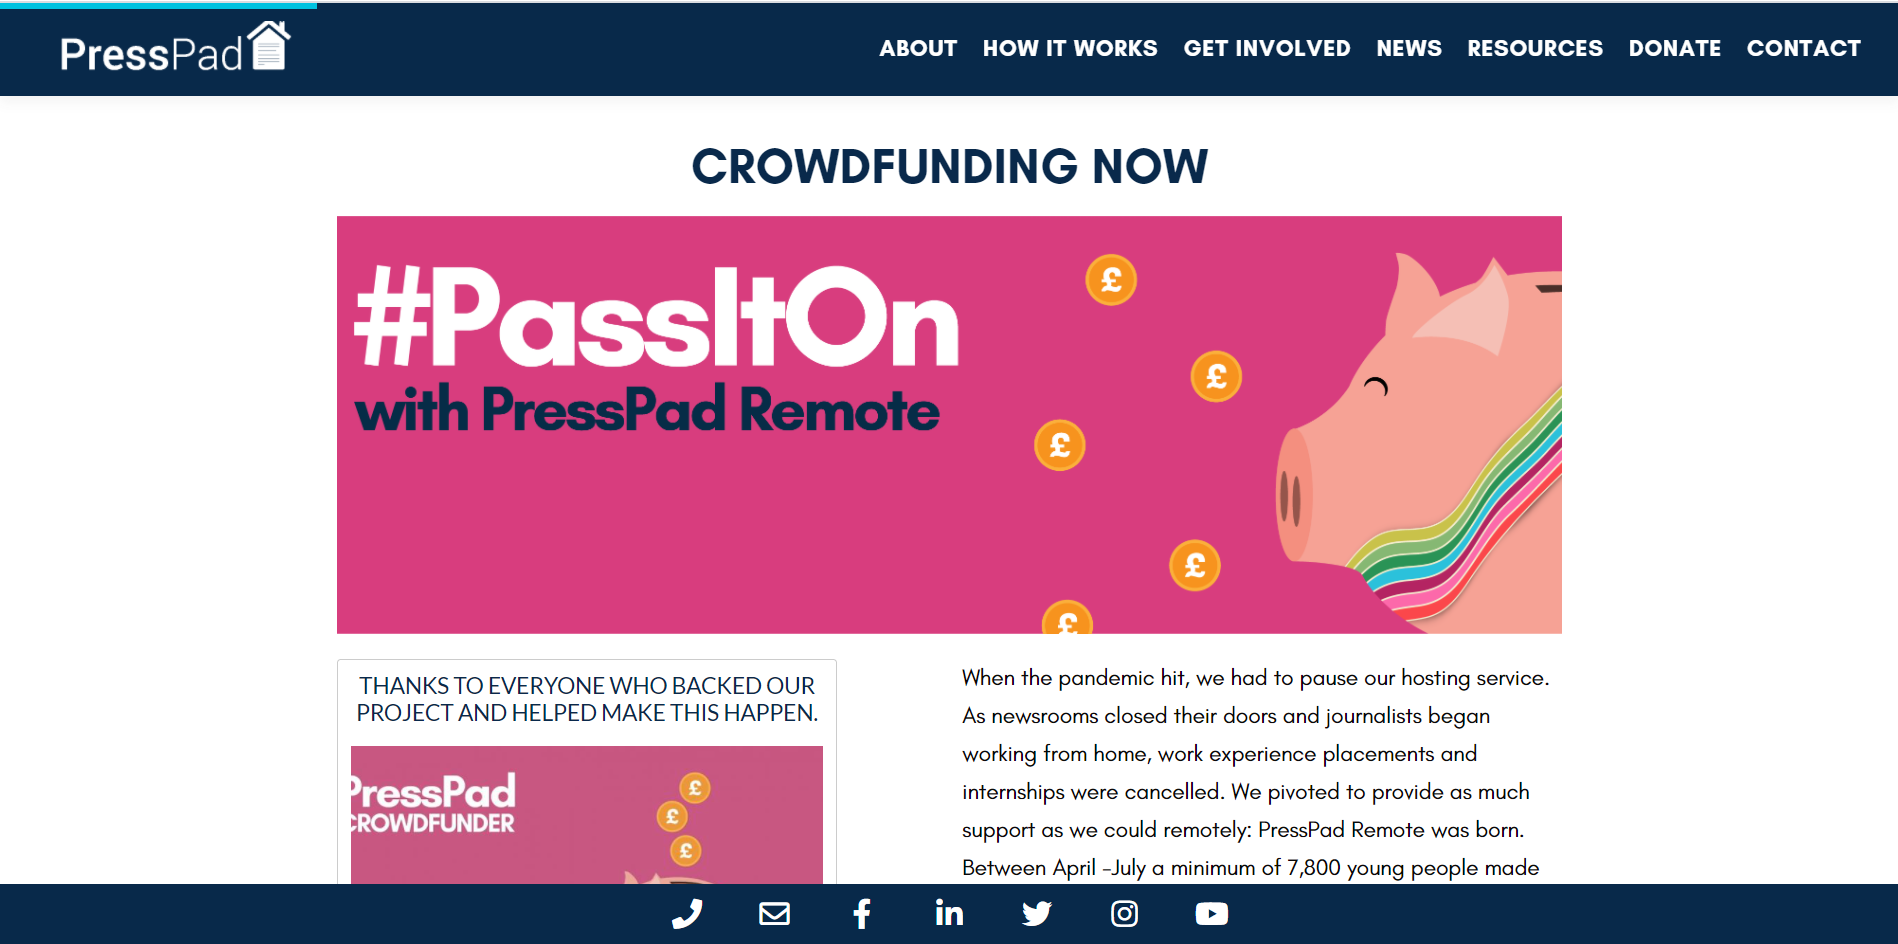 PressPad
ABOUT HOW IT WORKS GET INVOLVED NEWS RESOURCES DONATE CONTACT
CROWDFUNDING NOW
#PassItOn
with PressPad Remote
£
£
£
£
£
THANKS TO EVERYONE WHO BACKED OUR
PROJECT AND HELPED MAKE THIS HAPPEN.
PressPad
CROWDFUNDER
£
£
£
When the pandemic hit, we had to pause our hosting service.
As newsrooms closed their doors and journalists began
working from home, work experience placements and
internships were cancelled. We pivoted to provide as much
support as we could remotely: PressPad Remote was born.
Between April –July a minimum of 7,800 young people made